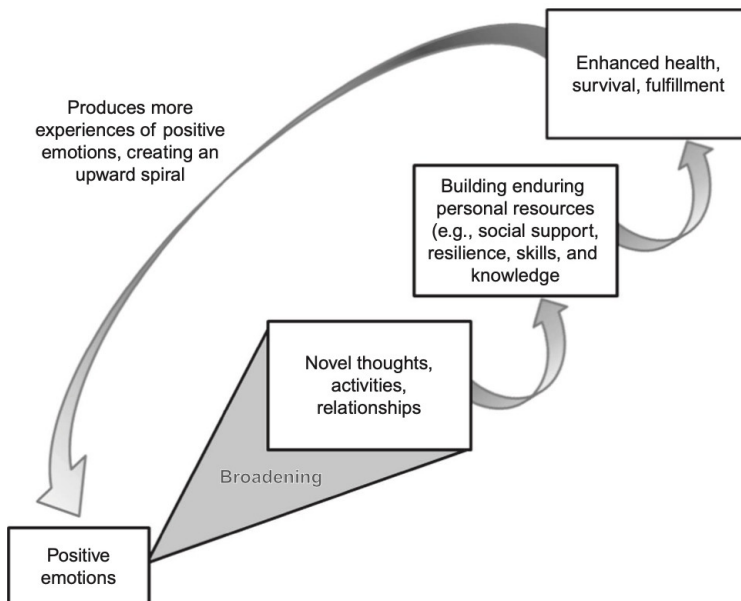 Enhanced health,
survival, fulfillment
Produces more
experiences of positive
emotions, creating an
upward spiral
Building enduring
personal resources
(e.g., social support,
resilience, skills, and
knowledge
Novel thoughts,
activities,
relationships
Broadening
Positive
emotions